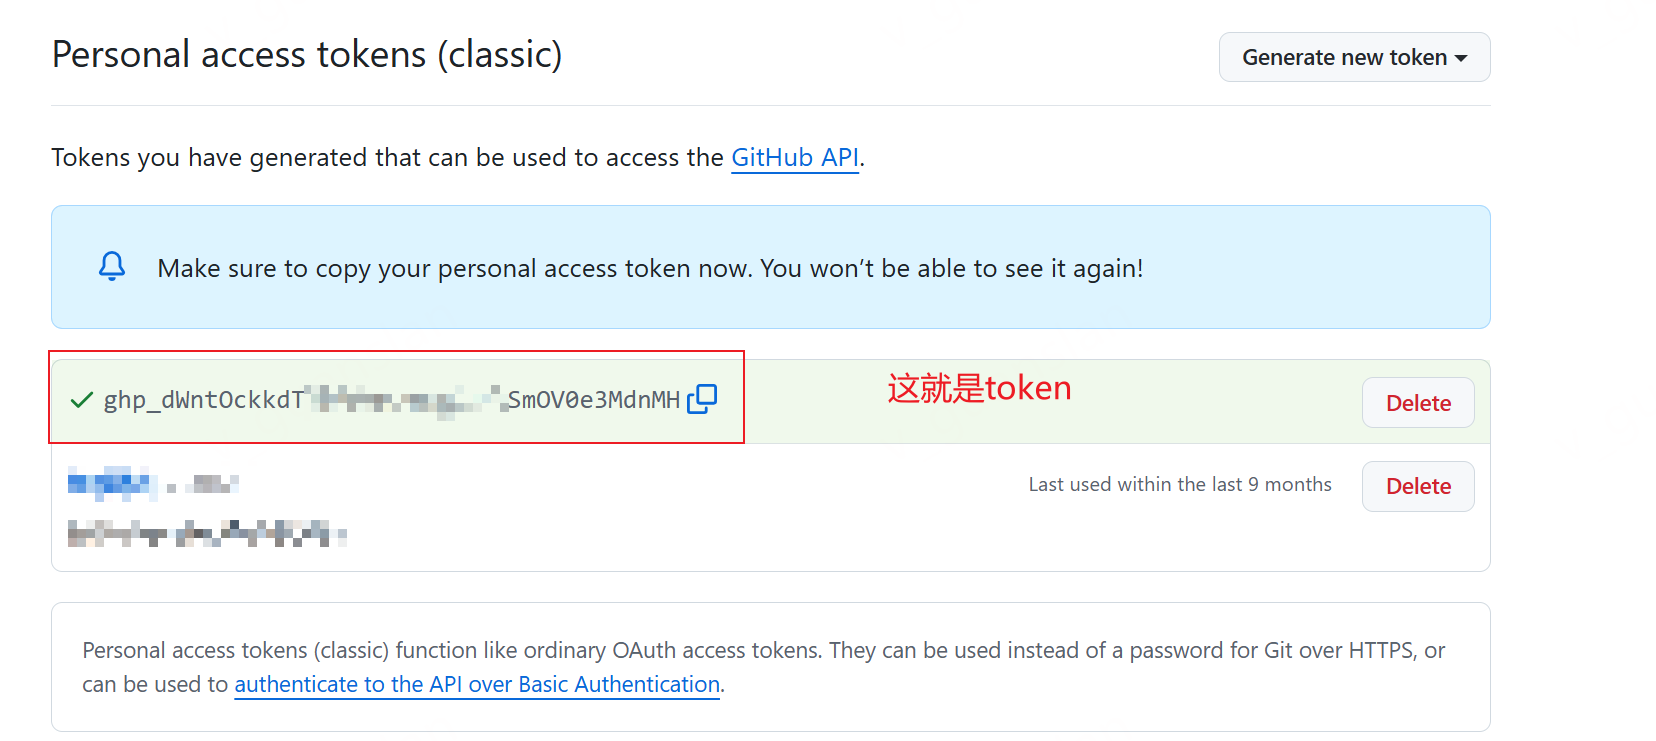 Personal access tokens (classic)
Generate new token
Tokens you have generated that can be used to access the GitHub API.
Make sure to copy your personal access token now. You won’t be able to see it again!
ghp_dWntOckkdT SmOV0e3MdnMH
这就是token
Delete
Last used within the last 9 months
Delete
Personal access tokens (classic) function like ordinary OAuth access tokens. They can be used instead of a password for Git over HTTPS, or
can be used to authenticate to the API over Basic Authentication.